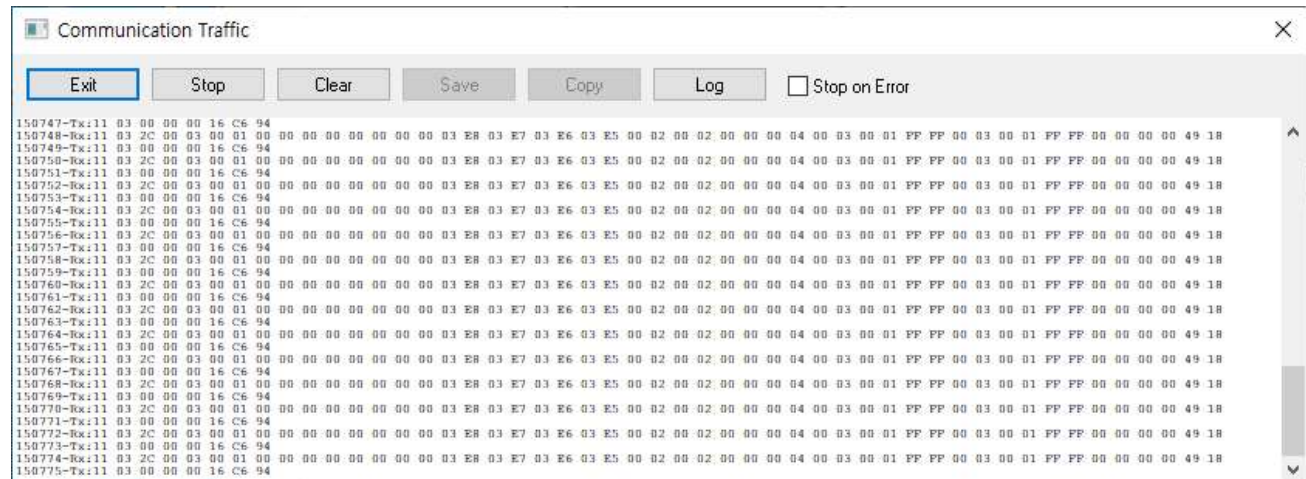 Communication Traffic
Exit Stop Clear Save Copy Log Stop on Error
150747-Tx:11 03 00 00 00 16 C6 94
150748-Rx:11 03 2C 00 03 00 01 00 00 00 00 00 00 00 00 03 E8 03 E7 03 E6 03 E5 00 02 00 02 00 00 00 04 00 03 00 01 FF FF 00 03 00 01 FF FF 00 00 00 00 49 18
150749-Tx:11 03 00 00 00 16 C6 94
150750-Rx:11 03 2C 00 03 00 01 00 00 00 00 00 00 00 00 03 E8 03 E7 03 E6 03 E5 00 02 00 02 00 00 00 04 00 03 00 01 FF FF 00 03 00 01 FF FF 00 00 00 00 49 18
150751-Tx:11 03 00 00 00 16 C6 94
150752-Rx:11 03 2C 00 03 00 01 00 00 00 00 00 00 00 00 03 E8 03 E7 03 E6 03 E5 00 02 00 02 00 00 00 04 00 03 00 01 FF FF 00 03 00 01 FF FF 00 00 00 00 49 18
150753-Tx:11 03 00 00 00 16 C6 94
150754-Rx:11 03 2C 00 03 00 01 00 00 00 00 00 00 00 00 03 E8 03 E7 03 E6 03 E5 00 02 00 02 00 00 00 04 00 03 00 01 FF FF 00 03 00 01 FF FF 00 00 00 00 49 18
150755-Tx:11 03 00 00 00 16 C6 94
150756-Rx:11 03 2C 00 03 00 01 00 00 00 00 00 00 00 00 03 E8 03 E7 03 E6 03 E5 00 02 00 02 00 00 00 04 00 03 00 01 FF FF 00 03 00 01 FF FF 00 00 00 00 49 18
150757-Tx:11 03 00 00 00 16 C6 94
150758-Rx:11 03 2C 00 03 00 01 00 00 00 00 00 00 00 00 03 E8 03 E7 03 E6 03 E5 00 02 00 02 00 00 00 04 00 03 00 01 FF FF 00 03 00 01 FF FF 00 00 00 00 49 18
150759-Tx:11 03 00 00 00 16 C6 94
150760-Rx:11 03 2C 00 03 00 01 00 00 00 00 00 00 00 00 03 E8 03 E7 03 E6 03 E5 00 02 00 02 00 00 00 04 00 03 00 01 FF FF 00 03 00 01 FF FF 00 00 00 00 49 18
150761-Tx:11 03 00 00 00 16 C6 94
150762-Rx:11 03 2C 00 03 00 01 00 00 00 00 00 00 00 00 03 E8 03 E7 03 E6 03 E5 00 02 00 02 00 00 00 04 00 03 00 01 FF FF 00 03 00 01 FF FF 00 00 00 00 49 18
150763-Tx:11 03 00 00 00 16 C6 94
150764-Rx:11 03 2C 00 03 00 01 00 00 00 00 00 00 00 00 03 E8 03 E7 03 E6 03 E5 00 02 00 02 00 00 00 04 00 03 00 01 FF FF 00 03 00 01 FF FF 00 00 00 00 49 18
150765-Tx:11 03 00 00 00 16 C6 94
150766-Rx:11 03 2C 00 03 00 01 00 00 00 00 00 00 00 00 03 E8 03 E7 03 E6 03 E5 00 02 00 02 00 00 00 04 00 03 00 01 FF FF 00 03 00 01 FF FF 00 00 00 00 49 18
150767-Tx:11 03 00 00 00 16 C6 94
150768-Rx:11 03 2C 00 03 00 01 00 00 00 00 00 00 00 00 03 E8 03 E7 03 E6 03 E5 00 02 00 02 00 00 00 04 00 03 00 01 FF FF 00 03 00 01 FF FF 00 00 00 00 49 18
150769-Tx:11 03 00 00 00 16 C6 94
150770-Rx:11 03 2C 00 03 00 01 00 00 00 00 00 00 00 00 03 E8 03 E7 03 E6 03 E5 00 02 00 02 00 00 00 04 00 03 00 01 FF FF 00 03 00 01 FF FF 00 00 00 00 49 18
150771-Tx:11 03 00 00 00 16 C6 94
150772-Rx:11 03 2C 00 03 00 01 00 00 00 00 00 00 00 00 03 E8 03 E7 03 E6 03 E5 00 02 00 02 00 00 00 04 00 03 00 01 FF FF 00 03 00 01 FF FF 00 00 00 00 49 18
150773-Tx:11 03 00 00 00 16 C6 94
150774-Rx:11 03 2C 00 03 00 01 00 00 00 00 00 00 00 00 03 E8 03 E7 03 E6 03 E5 00 02 00 02 00 00 00 04 00 03 00 01 FF FF 00 03 00 01 FF FF 00 00 00 00 49 18
150775-Tx:11 03 00 00 00 16 C6 94